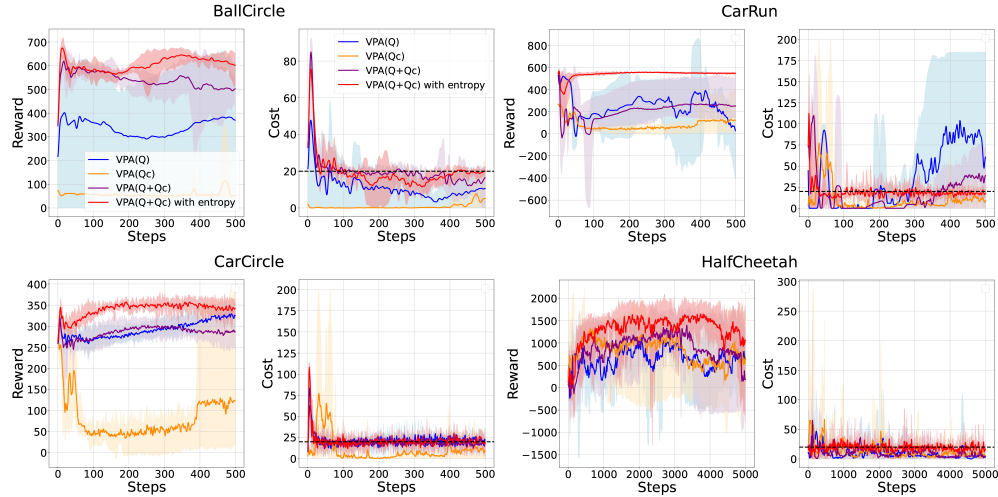 BallCircle
CarRun
Reward
700
600
500
400
300
200
100
0
0 100 200 300 400 500
Steps
VPA(Q)
VPA(Qc)
VPA(Q+Qc)
VPA(Q+Qc) with entropy
Cost
80
60
40
20
0
0 100 200 300 400 500
Steps
VPA(Q)
VPA(Qc)
VPA(Q+Qc)
VPA(Q+Qc) with entropy
Reward
800
600
400
200
0
−200
−400
−600
0 100 200 300 400 500
Steps
Cost
200
175
150
125
100
75
50
25
0
0 100 200 300 400 500
Steps
CarCircle
HalfCheetah
Reward
400
350
300
250
200
150
100
50
0
0 100 200 300 400 500
Steps
Cost
200
175
150
125
100
75
50
25
0
0 100 200 300 400 500
Steps
Reward
2000
1500
1000
500
0
−500
−1000
−1500
0 1000 2000 3000 4000 5000
Steps
Cost
300
250
200
150
100
50
0
0 1000 2000 3000 4000 5000
Steps